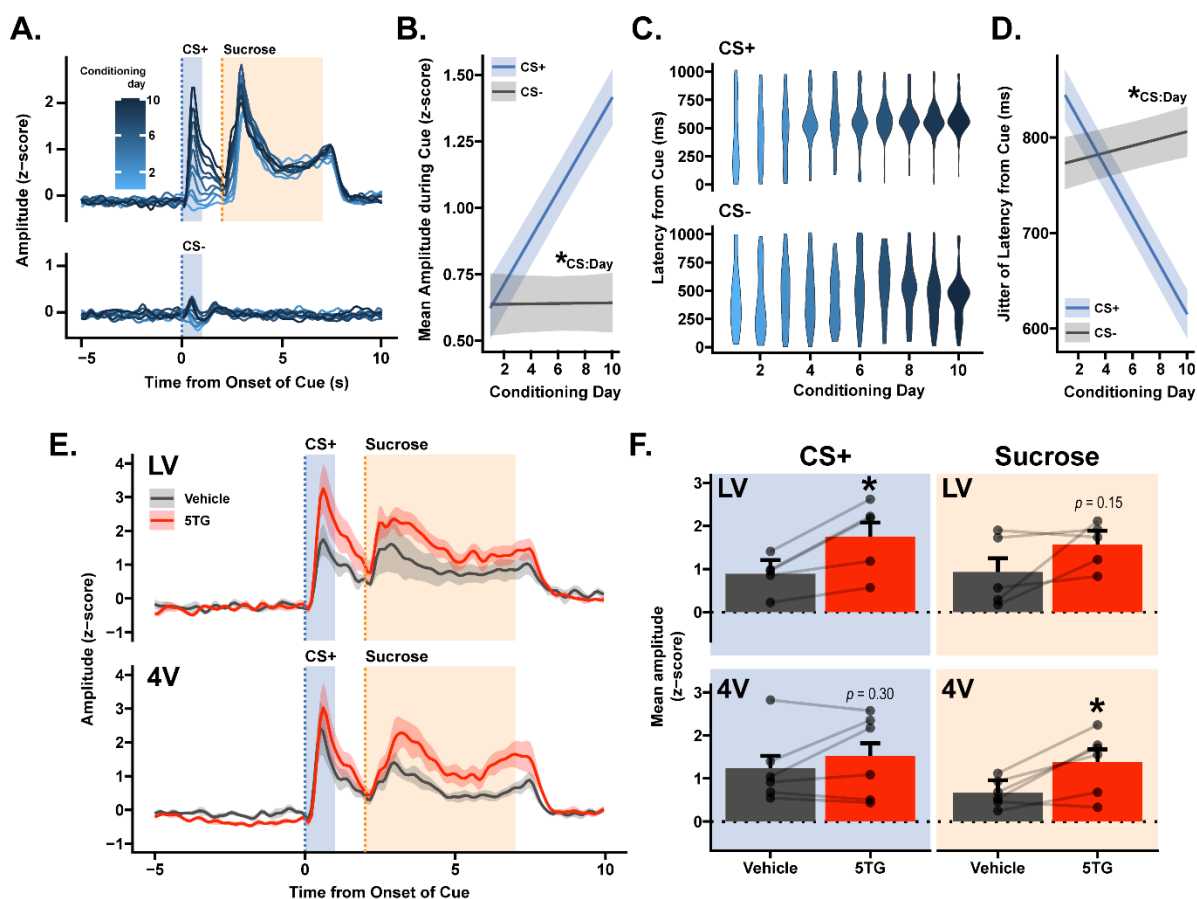 A.
CS+
Sucrose
Conditioning
day
10
6
2
2
1
0
CS-
1
0
Amplitude (z-score)
−5
0
5
10
Time from Onset of Cue (s)
B.
CS+
CS-
1.50
1.25
1.00
0.75
0.50
Mean Amplitude during Cue (z-score)
*CS:Day
2 4 6 8 10
Conditioning Day
C.
CS+
1000
750
500
250
0
CS-
1000
750
500
250
0
Latency from Cue (ms)
2 4 6 8 10
Conditioning Day
D.
*CS:Day
800
700
600
Jitter of Latency from Cue (ms)
CS+
CS-
2 4 6 8 10
Conditioning Day
E.
CS+
Sucrose
LV
Vehicle
5TG
4
3
2
1
0
−1
CS+
Sucrose
4V
4
3
2
1
0
−1
Amplitude (z-score)
−5
0
5
10
Time from Onset of Cue
F.
CS+
Sucrose
LV
*
LV
p = 0.15
3
2
1
0
4V
p = 0.30
4V
*
3
2
1
0
Mean amplitude
(z-score)
Vehicle
5TG
Vehicle
5TG